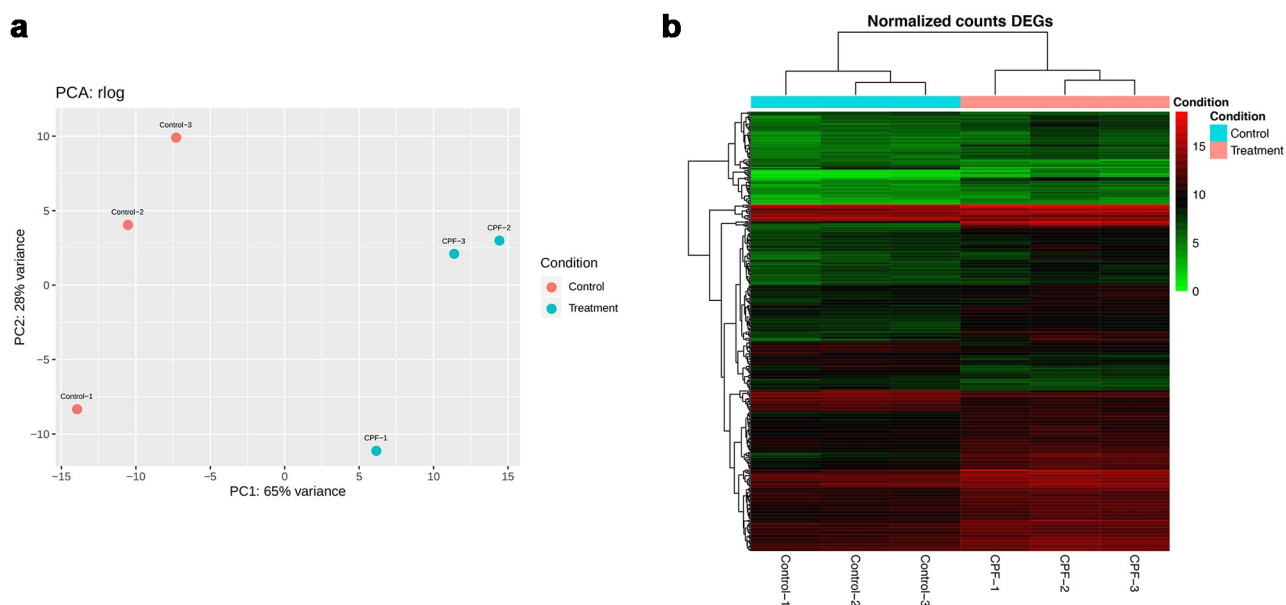 a
PCA: rlog
Control−3
Control−2
CPF−2
CPF−3
Control−1
CPF−1
10
5
0
−5
−10
−15
−10
−5
0
5
10
15
PC1: 65% variance
PC2: 28% variance
Condition
Control
Treatment
b
Normalized counts DEGs
Condition
15
10
5
0
Condition
Control
Treatment
Control−1
Control−2
Control−3
CPF−1
CPF−2
CPF−3